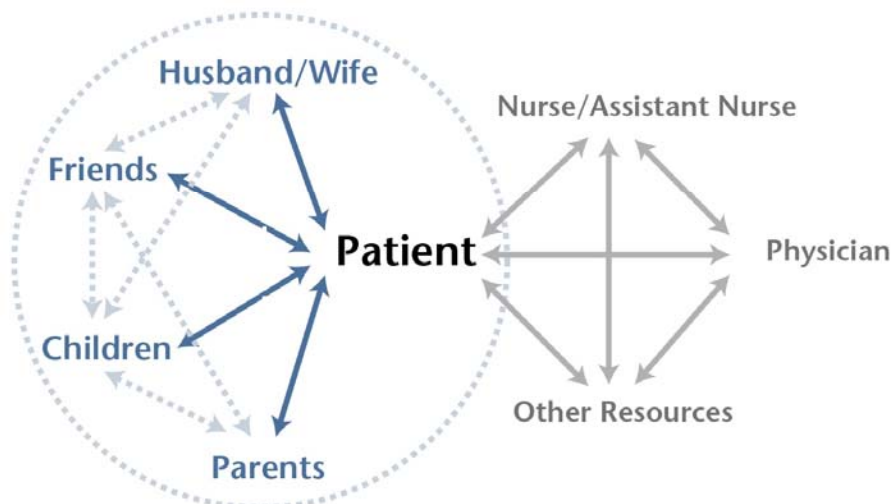 Husband/Wife
Nurse/Assistant Nurse
Friends
Patient
Physician
Children
Other Resources
Parents